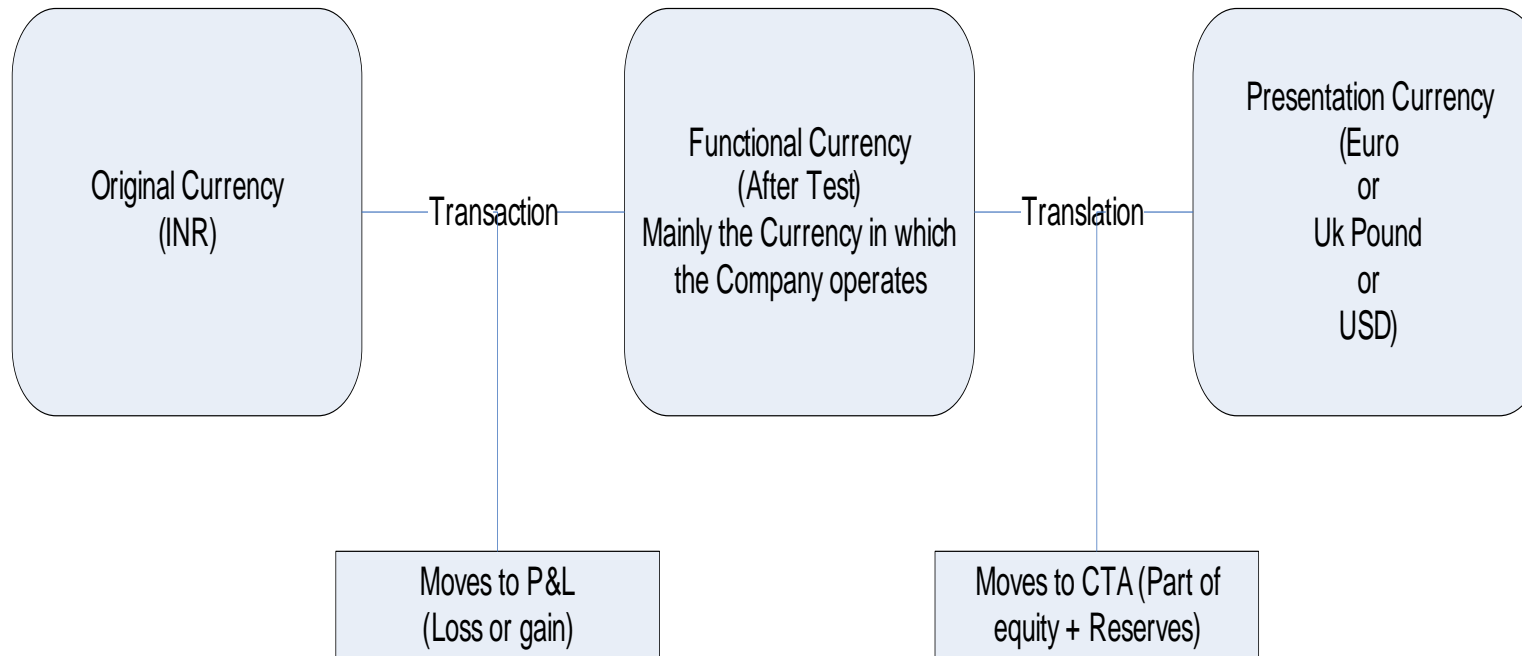 Original Currency
(INR)
Transaction
Functional Currency
(After Test)
Mainly the Currency in which
the Company operates
Translation
Presentation Currency
(Euro
or
Uk Pound
or
USD)
Moves to P&L
(Loss or gain)
Moves to CTA (Part of
equity + Reserves)